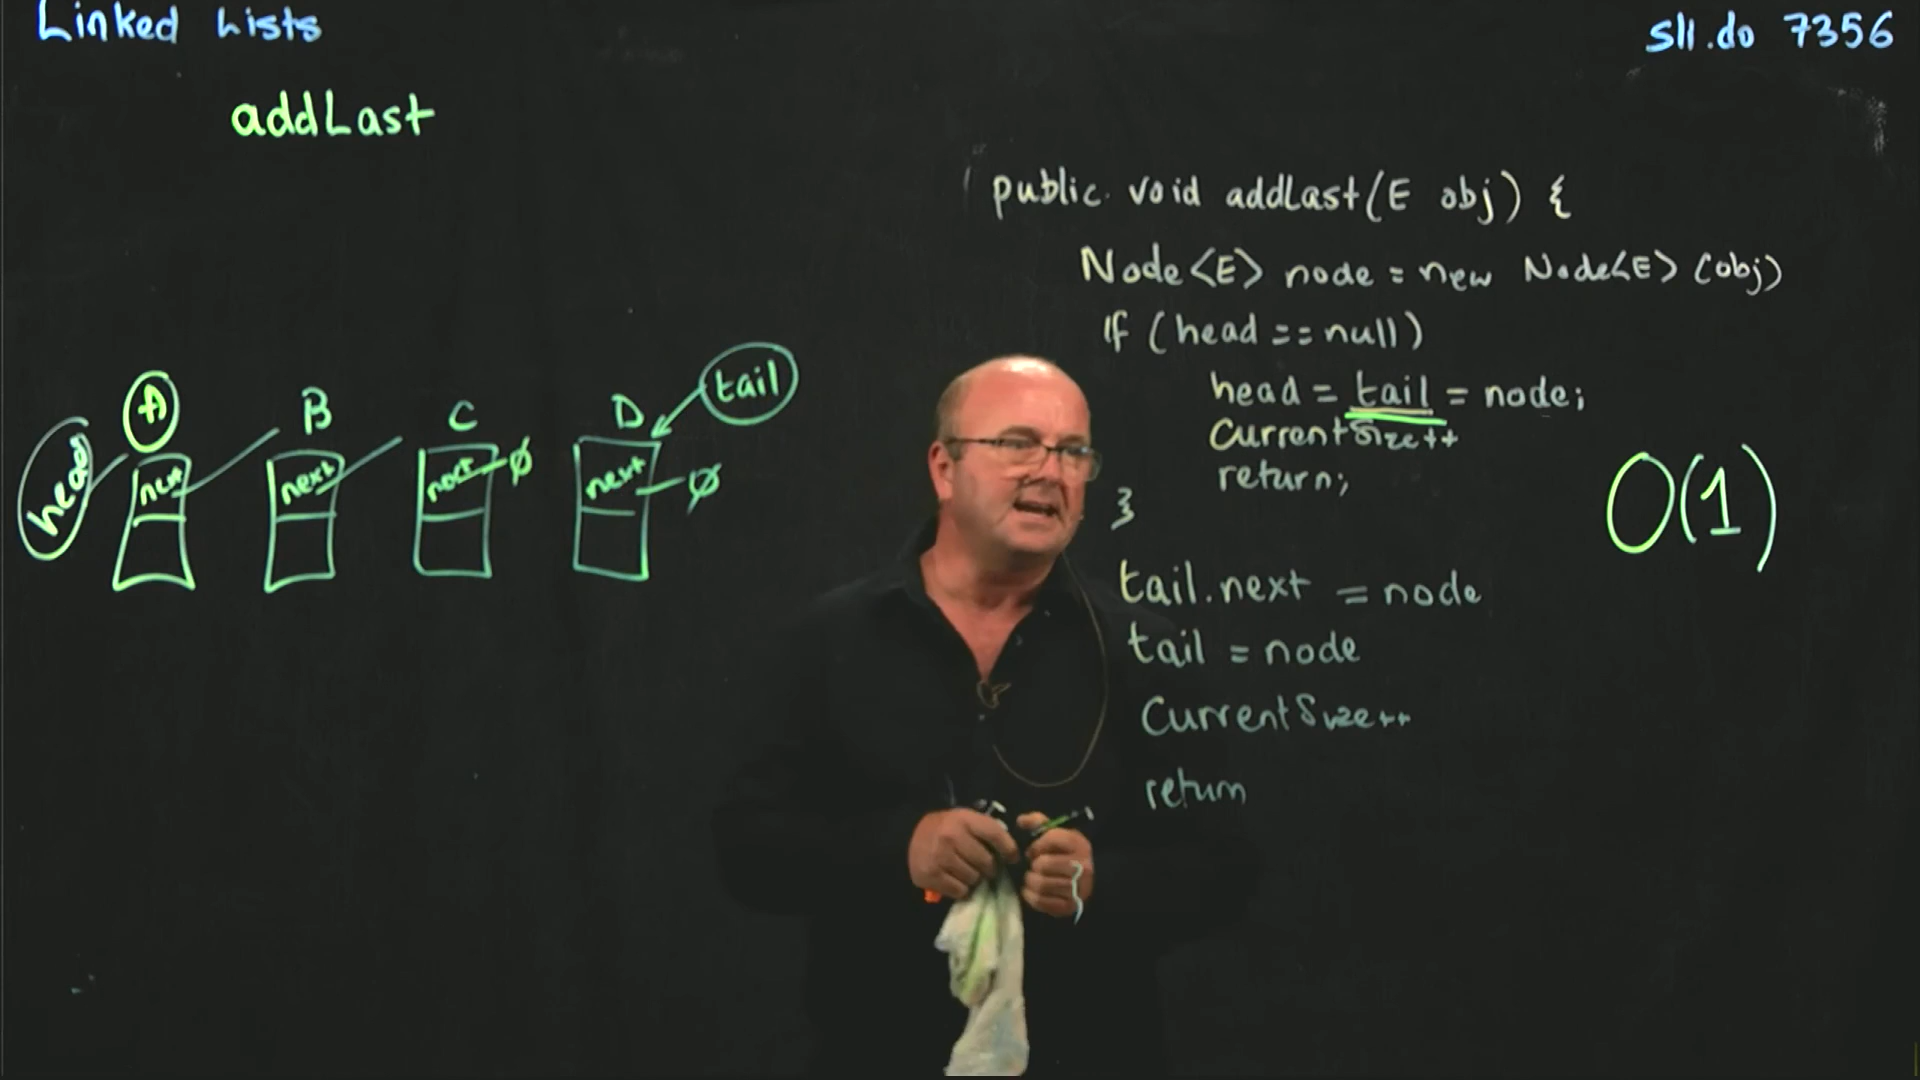 Linked Lists
sli.do 7356
addLast
public void addLast(E obj) {
Node<E> node = new Node<E>(obj)
If (head == null)
head = tail = node;
CurrentSize++
return;
}
tail.next = node
tail = node
CurrentSize++
return
}
O(1)
head
A
B
C
D
tail
next
next
next
next
∅
∅